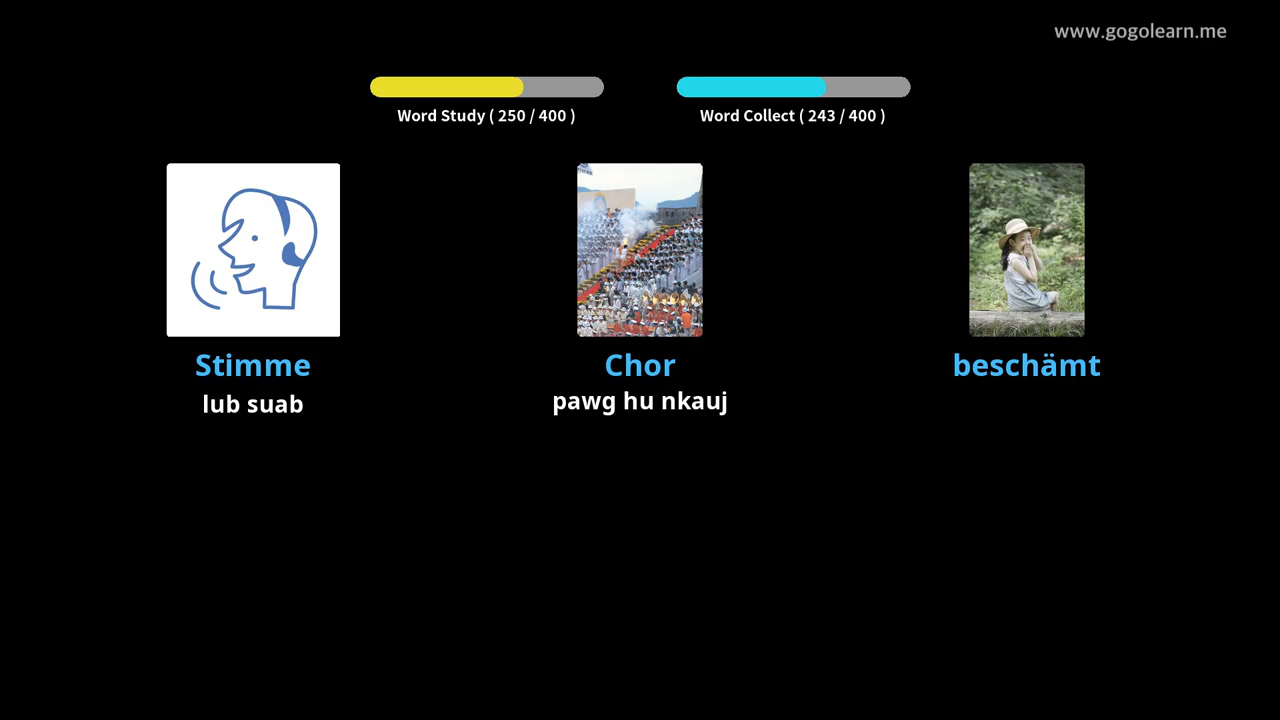 www.gogolearn.me
Word Study ( 250 / 400 )
Word Collect ( 243 / 400 )
Stimme
lub suab
Chor
pawg hu nkauj
beschämt